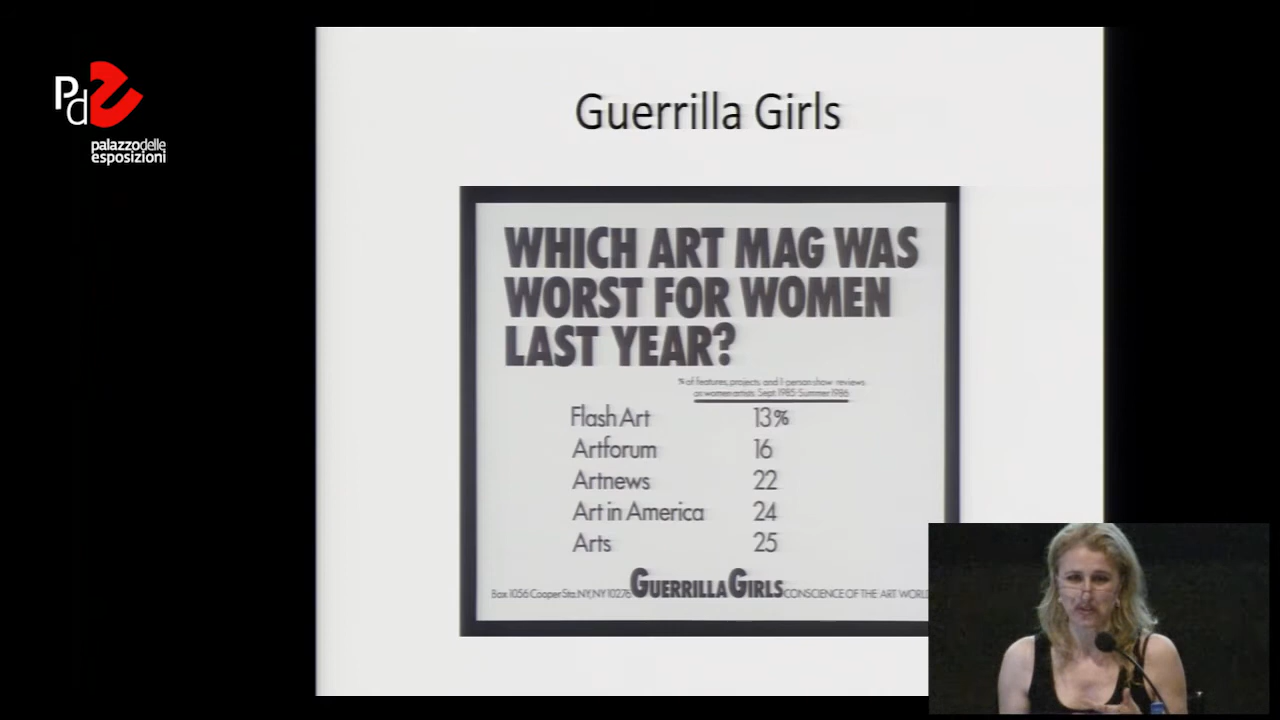 Pd
palazzodelle
esposizioni
Guerrilla Girls
WHICH ART MAG WAS
WORST FOR WOMEN
LAST YEAR?
% of features, projects and 1-person show reviews
on women artists. Sept. 1985-Summer 1986
Flash Art 13%
Artforum 16
Artnews 22
Art in America 24
Arts 25
Box 1056 Cooper Sta. NY, NY 10276 GUERRILLA GIRLS CONSCIENCE OF THE ART WORL